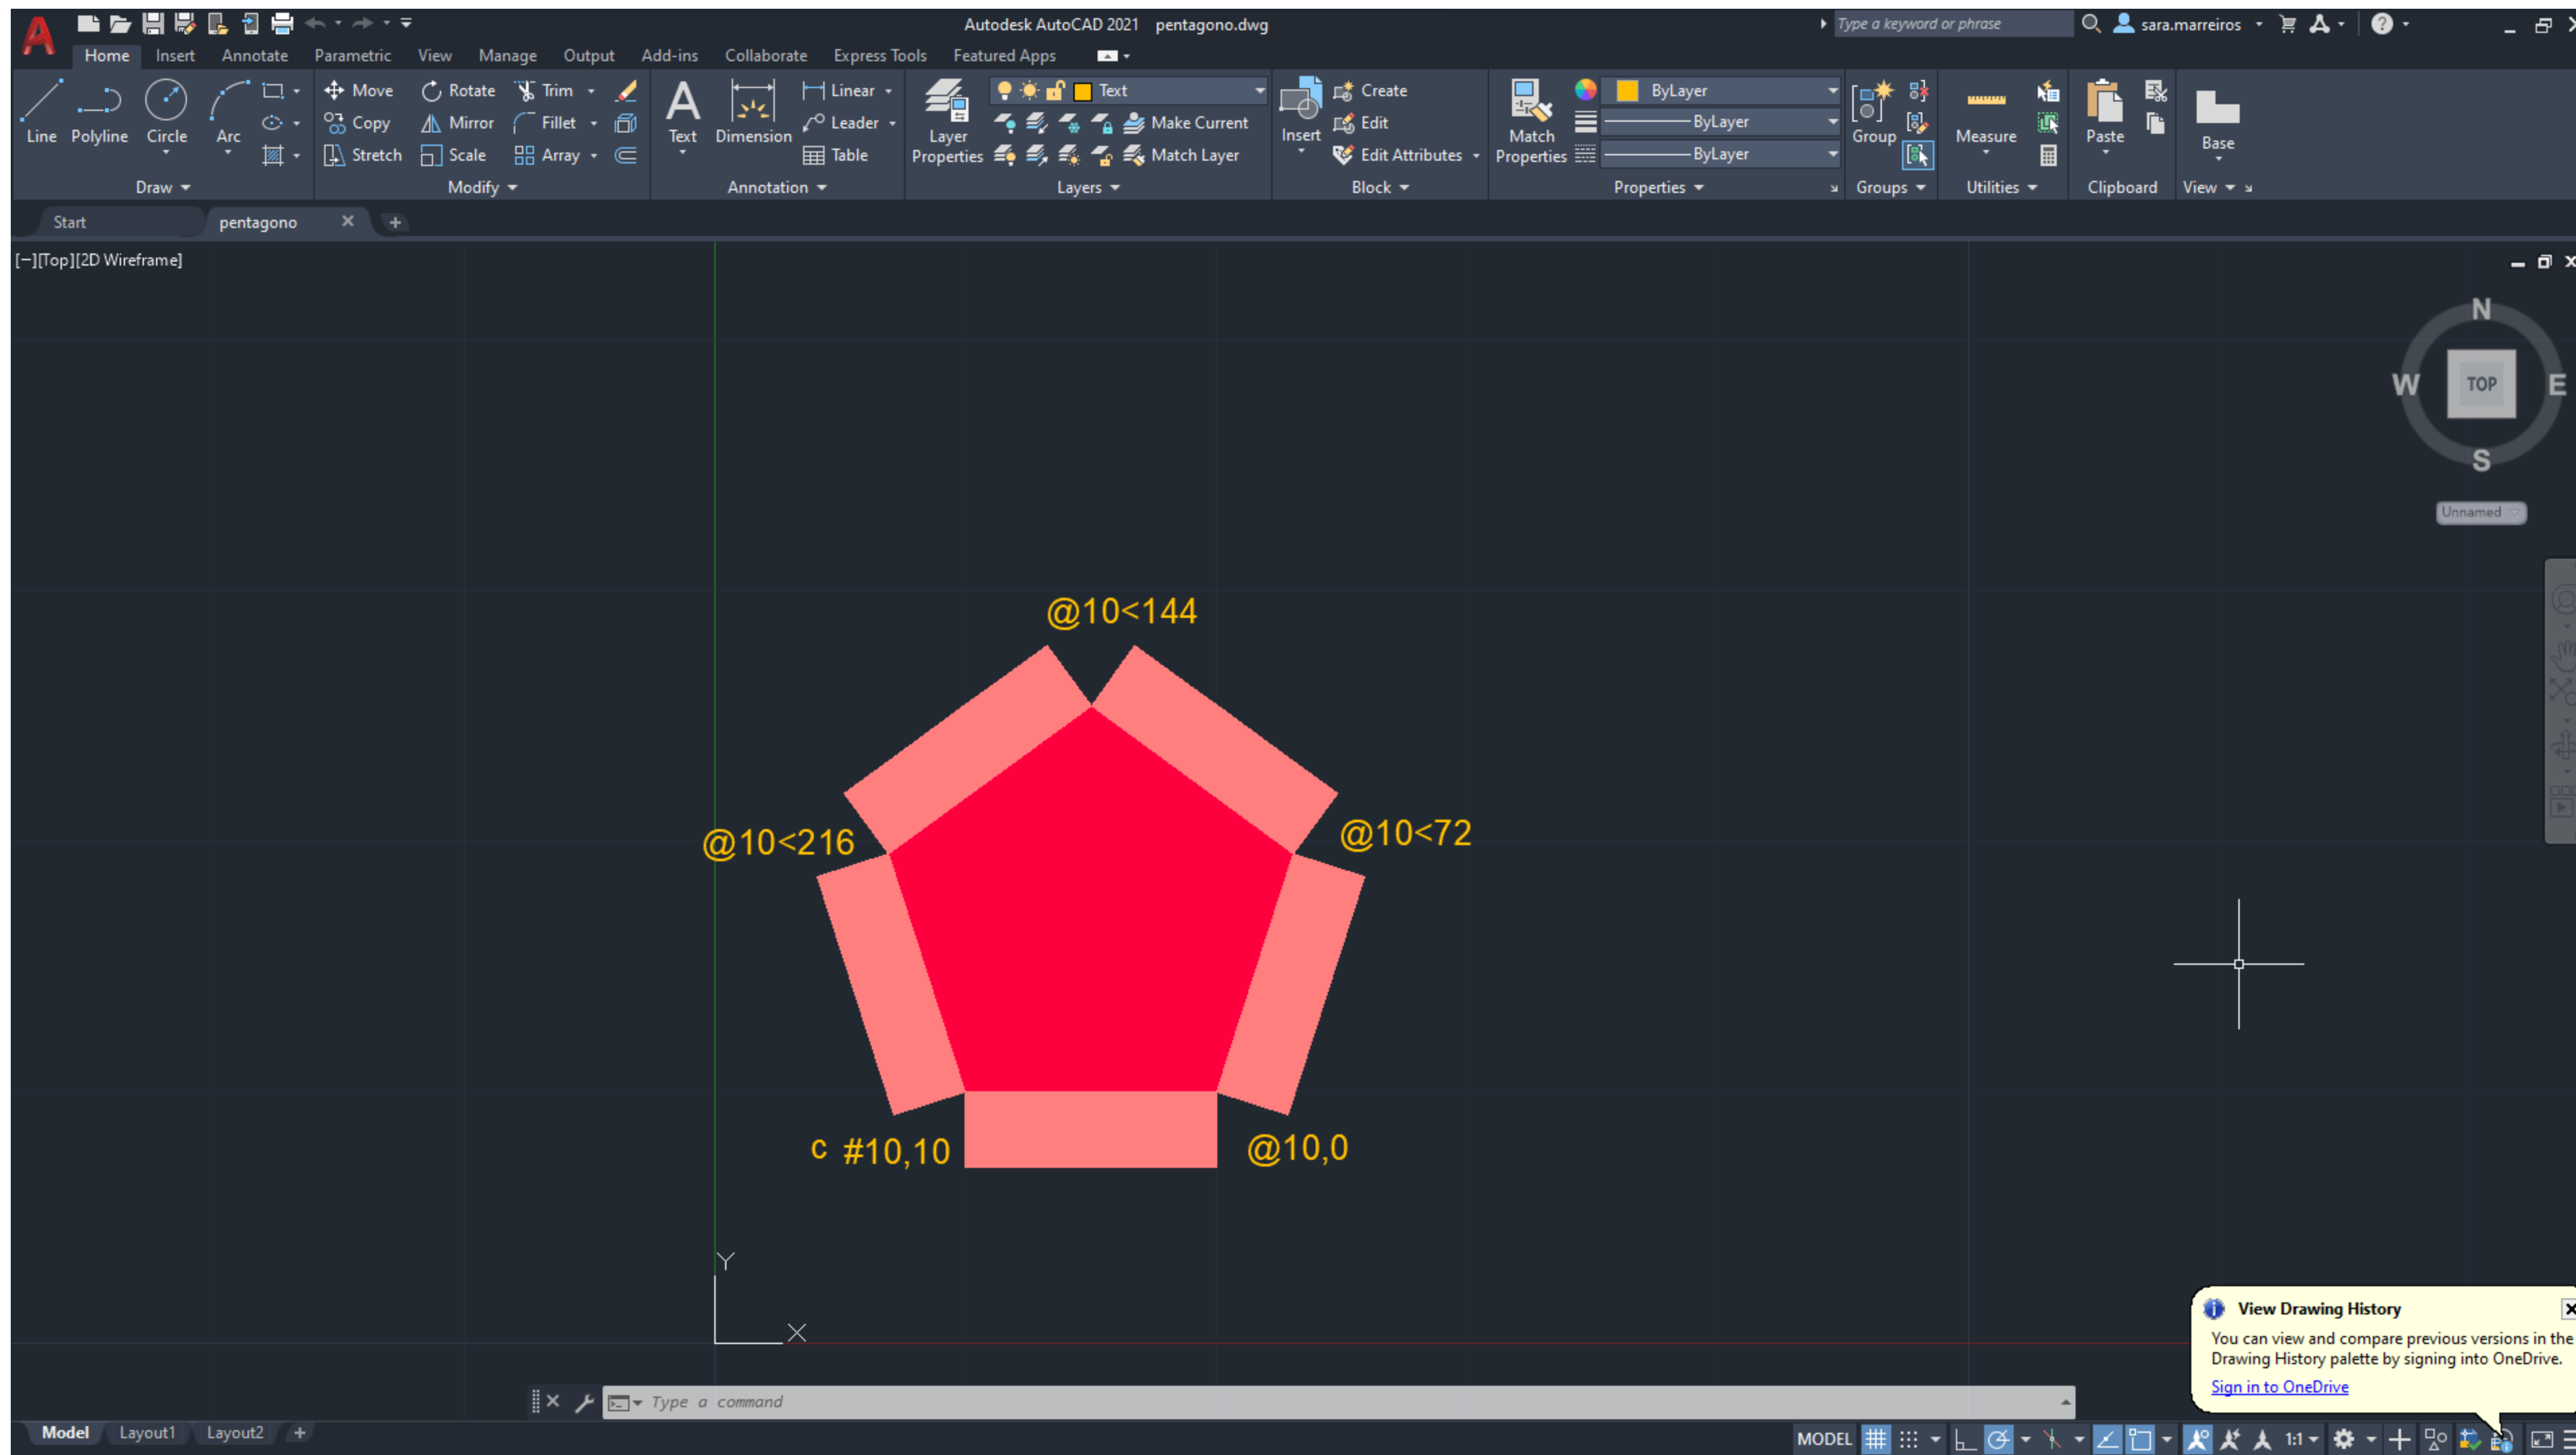 Autodesk AutoCAD 2021 pentagono.dwg
Type a keyword or phrase
sara.marreiros
Home Insert Annotate Parametric View Manage Output Add-ins Collaborate Express Tools Featured Apps
Move Rotate Trim Linear Text Create ByLayer
Copy Mirror Fillet Leader Make Current Edit ByLayer
Line Polyline Circle Arc Text Dimension Layer Properties Insert Match Properties Group Measure Paste Base
Stretch Scale Array Table Match Layer Edit Attributes ByLayer
Draw Modify Annotation Layers Block Properties Groups Utilities Clipboard View
Start pentagono
[−][Top][2D Wireframe]
N
W TOP E
S
Unnamed
@10<144
@10<216
@10<72
c #10,10
@10,0
Y
X
View Drawing History
You can view and compare previous versions in the
Drawing History palette by signing into OneDrive.
Sign in to OneDrive
Type a command
Model Layout1 Layout2
MODEL 1:1